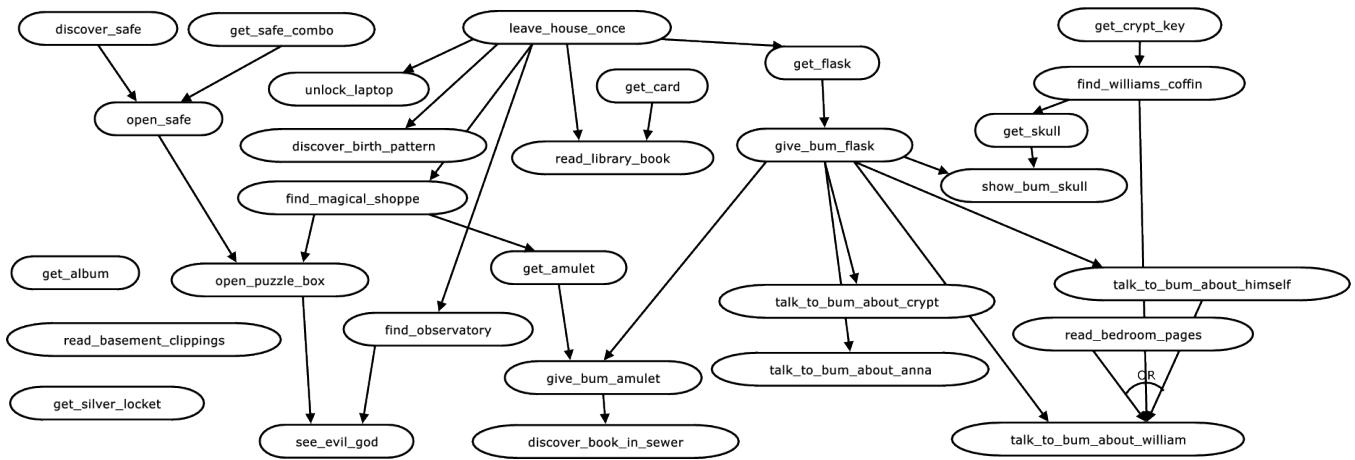 discover_safe
get_safe_combo
leave_house_once
get_crypt_key
get_flask
find_williams_coffin
unlock_laptop
get_card
open_safe
get_skull
discover_birth_pattern
read_library_book
give_bum_flask
show_bum_skull
find_magical_shoppe
get_album
open_puzzle_box
get_amulet
talk_to_bum_about_himself
talk_to_bum_about_crypt
read_basement_clippings
find_observatory
read_bedroom_pages
talk_to_bum_about_anna
OR
give_bum_amulet
get_silver_locket
see_evil_god
discover_book_in_sewer
talk_to_bum_about_william